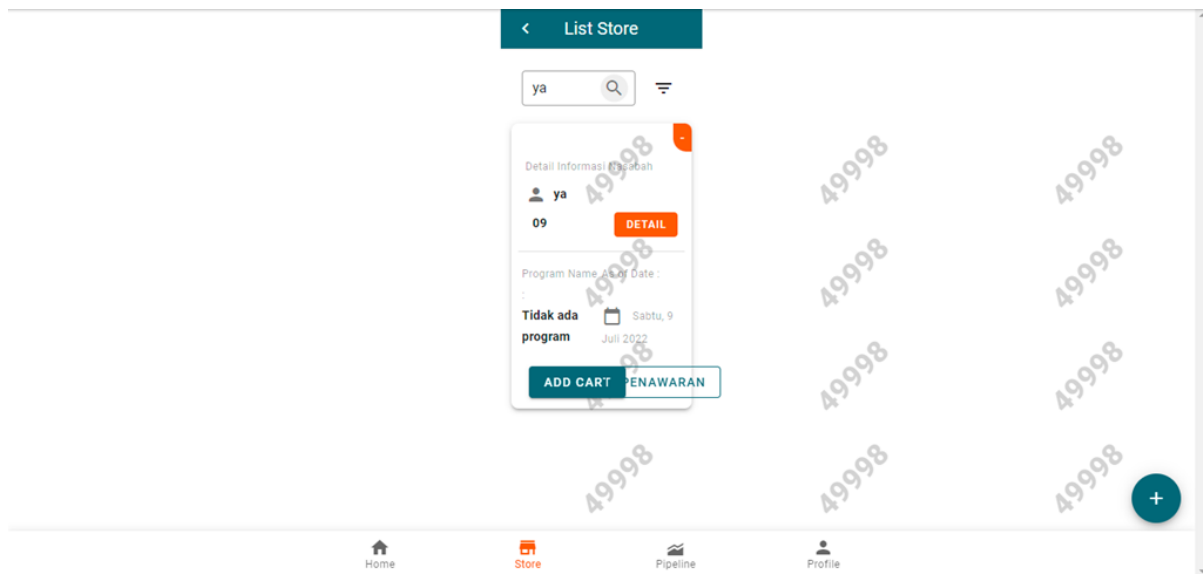 List Store
ya
-
Detail Informasi Nasabah
ya
09
DETAIL
Program Name As of Date :
:
Tidak ada program
Sabtu, 9 Juli 2022
ADD CART
PENAWARAN
49998
49998
49998
49998
49998
49998
49998
49998
49998
49998
49998
49998
+
Home
Store
Pipeline
Profile